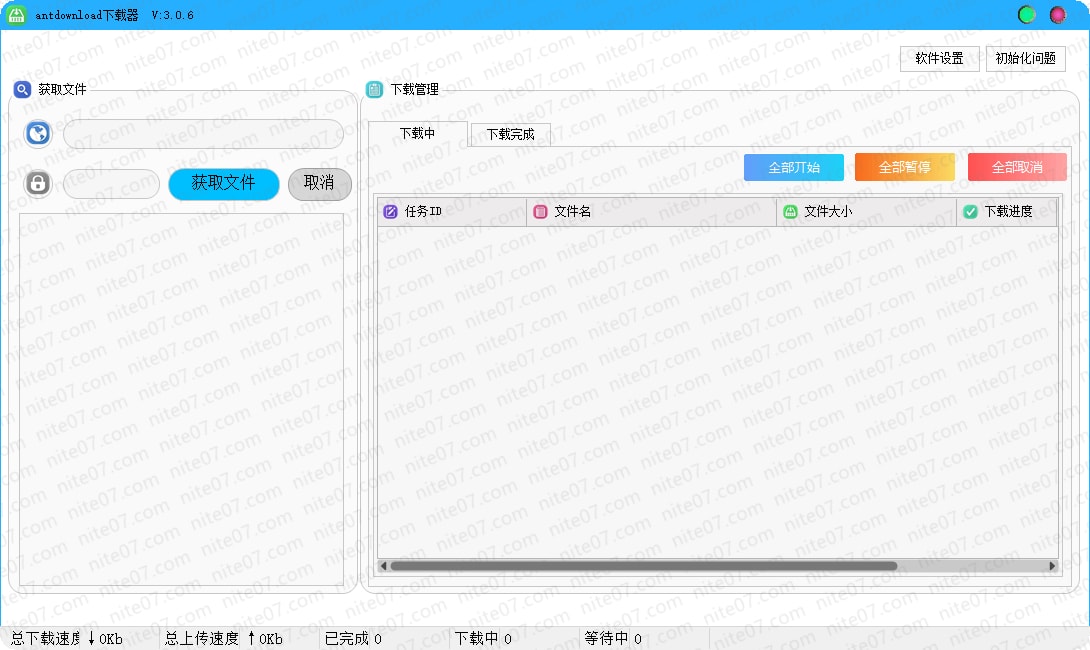 antdownload下载器 V:3.0.6
软件设置 初始化问题
获取文件 下载管理
下载中 下载完成
获取文件 取消
全部开始 全部暂停 全部取消
任务ID 文件名 文件大小 下载进度
总下载速度 ↓0Kb 总上传速度 ↑0Kb 已完成 0 下载中 0 等待中 0
nite07.com